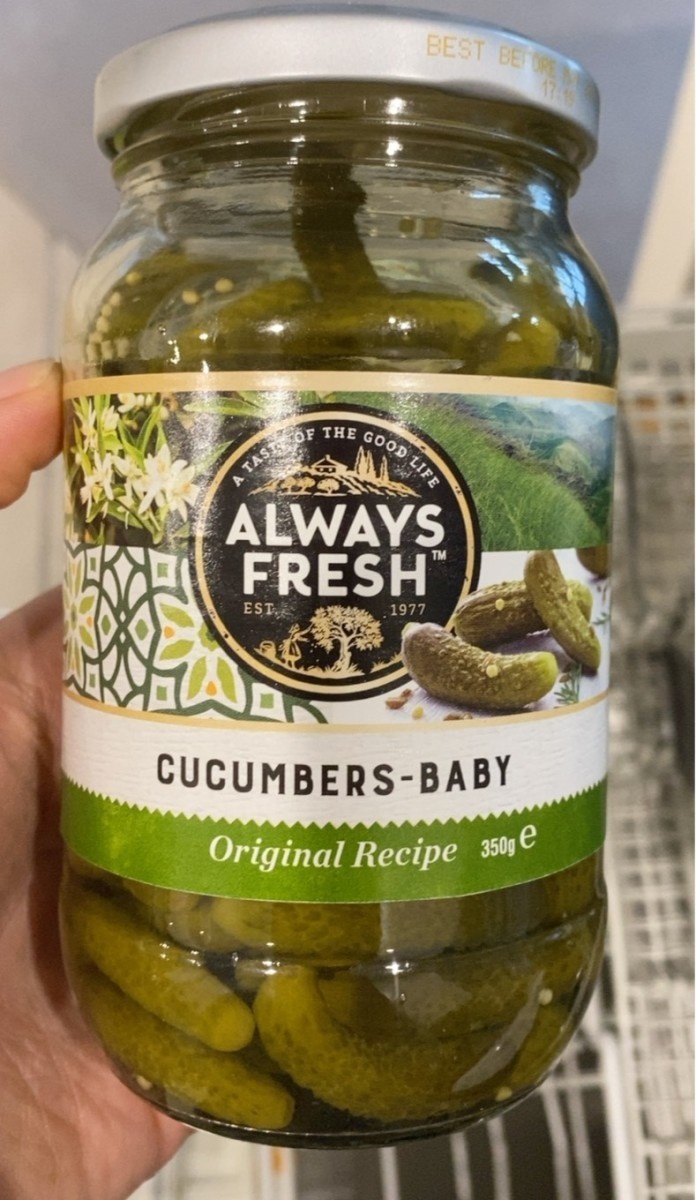 BEST BEFORE
A TASTE OF THE GOOD LIFE
ALWAYS
FRESH™
EST. 1977
CUCUMBERS-BABY
Original Recipe 350g e